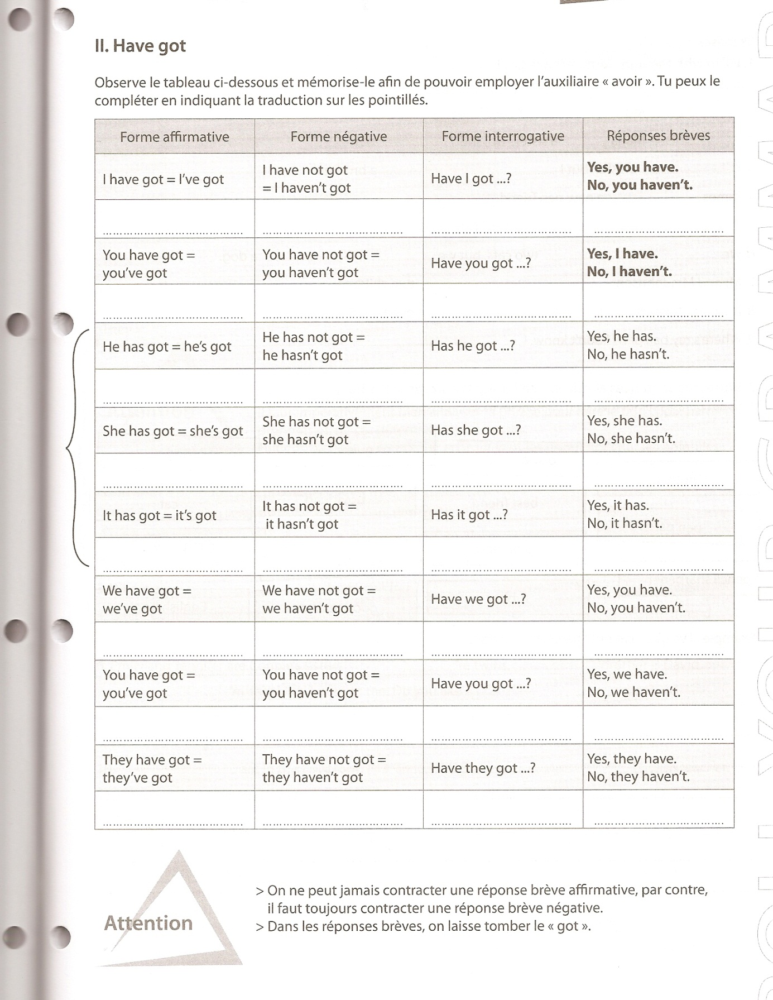 II. Have got
Observe le tableau ci-dessous et mémorise-le afin de pouvoir employer l'auxiliaire « avoir ». Tu peux le
compléter en indiquant la traduction sur les pointillés.
Forme affirmative Forme négative Forme interrogative Réponses brèves
I have got = I've got
I have not got
= I haven't got
Have I got ...?
Yes, you have.
No, you haven't.
You have got =
you've got
You have not got =
you haven't got
Have you got ...?
Yes, I have.
No, I haven't.
He has got = he's got
He has not got =
he hasn't got
Has he got ...?
Yes, he has.
No, he hasn't.
She has got = she's got
She has not got =
she hasn't got
Has she got ...?
Yes, she has.
No, she hasn't.
It has got = it's got
It has not got =
it hasn't got
Has it got ...?
Yes, it has.
No, it hasn't.
We have got =
we've got
We have not got =
we haven't got
Have we got ...?
Yes, you have.
No, you haven't.
You have got =
you've got
You have not got =
you haven't got
Have you got ...?
Yes, we have.
No, we haven't.
They have got =
they've got
They have not got =
they haven't got
Have they got ...?
Yes, they have.
No, they haven't.
Attention
> On ne peut jamais contracter une réponse brève affirmative, par contre,
il faut toujours contracter une réponse brève négative.
> Dans les réponses brèves, on laisse tomber le « got ».